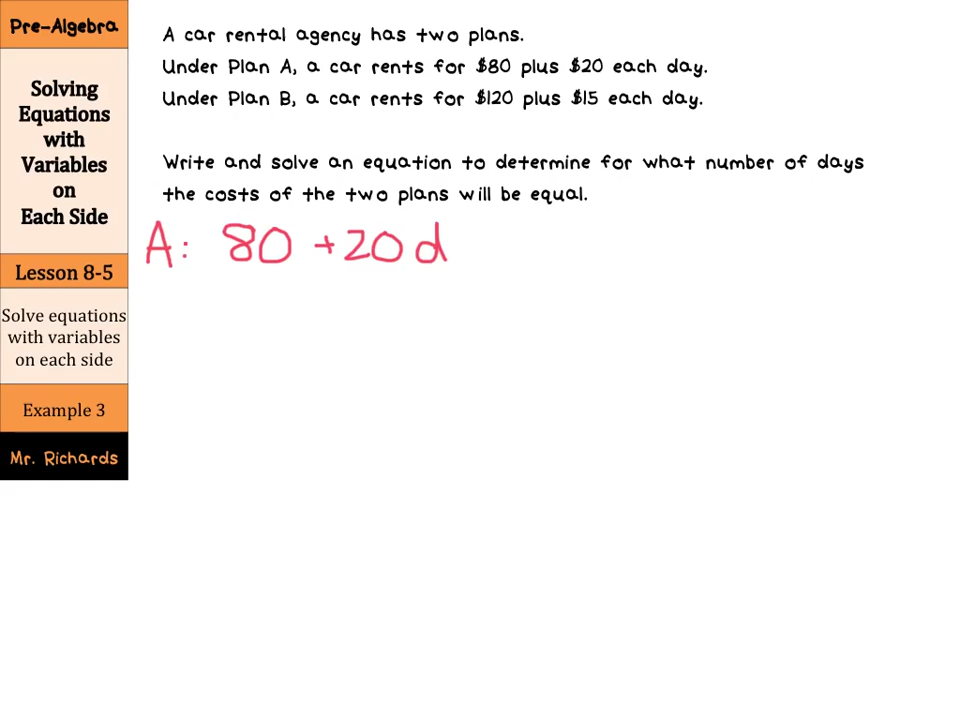 Pre-Algebra
Solving
Equations
with
Variables
on
Each Side
Lesson 8-5
Solve equations
with variables
on each side
Example 3
Mr. Richards
A car rental agency has two plans.
Under Plan A, a car rents for $80 plus $20 each day.
Under Plan B, a car rents for $120 plus $15 each day.
Write and solve an equation to determine for what number of days
the costs of the two plans will be equal.
A: 80 + 20 d